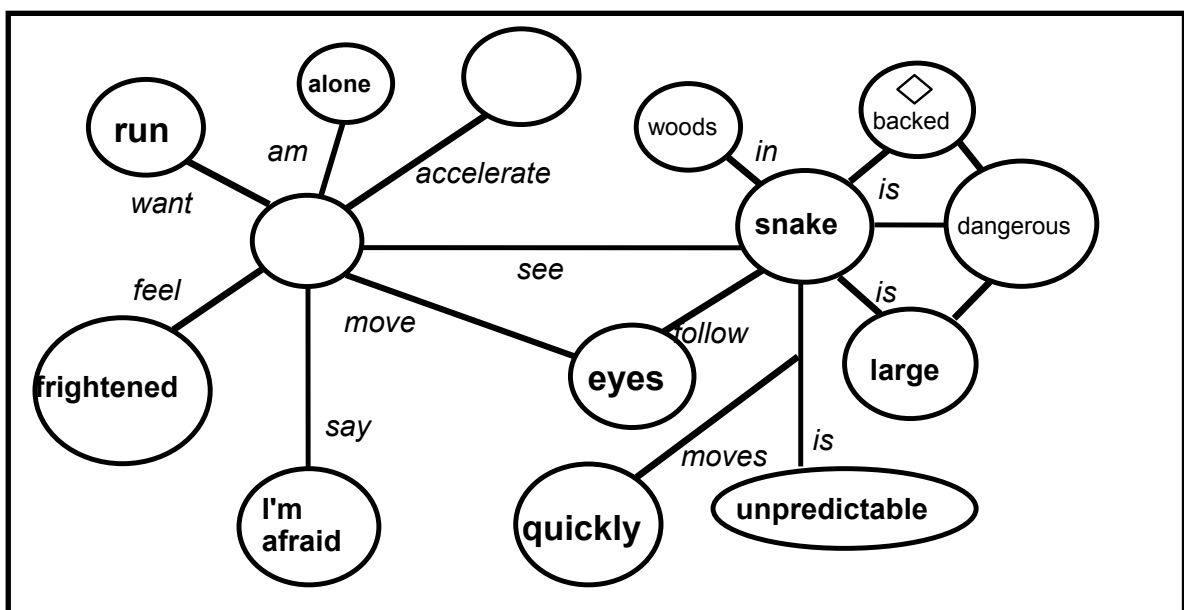 alone
run
am
want
accelerate
woods
in
◇
backed
is
snake
dangerous
see
feel
move
is
follow
frightened
eyes
large
say
moves
is
I'm
afraid
quickly
unpredictable